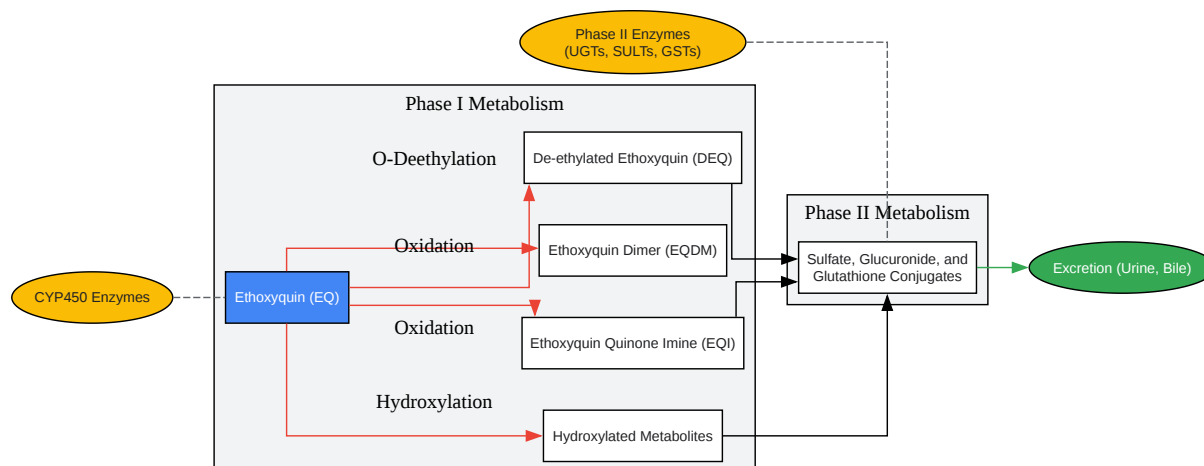 Phase II Enzymes
(UGTs, SULTs, GSTs)
Phase I Metabolism
O-Deethylation
De-ethylated Ethoxyquin (DEQ)
Phase II Metabolism
Oxidation
Ethoxyquin Dimer (EQDM)
Sulfate, Glucuronide, and
Glutathione Conjugates
Excretion (Urine, Bile)
CYP450 Enzymes
Ethoxyquin (EQ)
Oxidation
Ethoxyquin Quinone Imine (EQI)
Hydroxylation
Hydroxylated Metabolites